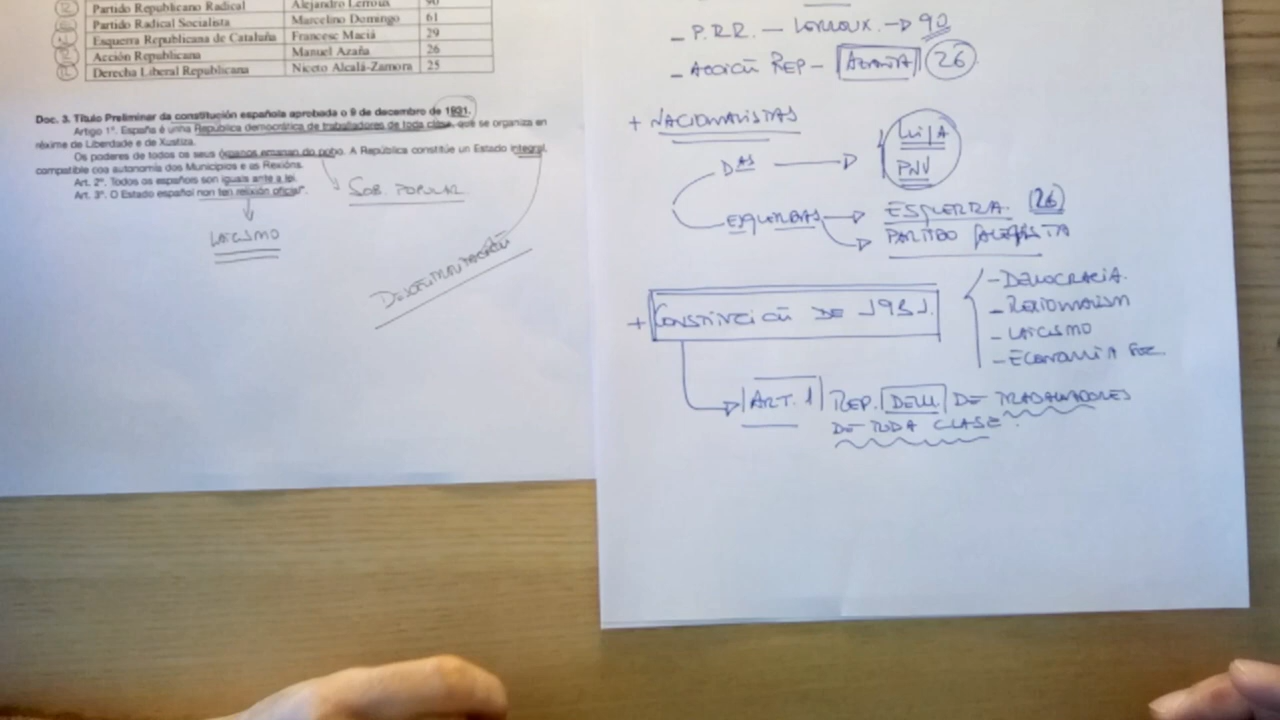 Partido Republicano Radical Alejandro Lerroux 90
Partido Radical Socialista Marcelino Domingo 61
Esquerra Republicana de Cataluña Francesc Maciá 29
Acción Republicana Manuel Azaña 26
Derecha Liberal Republicana Niceto Alcalá-Zamora 25
Doc. 3. Título Preliminar da constitución española aprobada o 9 de decembro de 1931.
Artigo 1º. España é unha República democrática de traballadores de toda clase, que se organiza en
réxime de Liberdade e de Xustiza.
Os poderes de todos os seus órganos emanan do pobo. A República constitúe un Estado integral,
compatible coa autonomía dos Municipios e as Rexións.
Art. 2º. Todos os españois son iguais ante a lei.
Art. 3º. O Estado español non ten relixión oficial".
SOB. POPULAR
LAICISMO
- P.R.R. - LERROUX. → 90
- ACCIÓN REP - AZAÑA 26
+ NACIONALISTAS
DAS → LLIGA
PNV
ESQUERDAS → ESQUERRA. 26
→ PARTIDO GALEGUISTA
+ CONSTITUCIÓN DE 1931.
- DEMOCRACIA.
- LAICISMO
- ECONOMÍA
ART. 1 REP. DEM. DE TRABALLADORES
DE TODA CLASE.